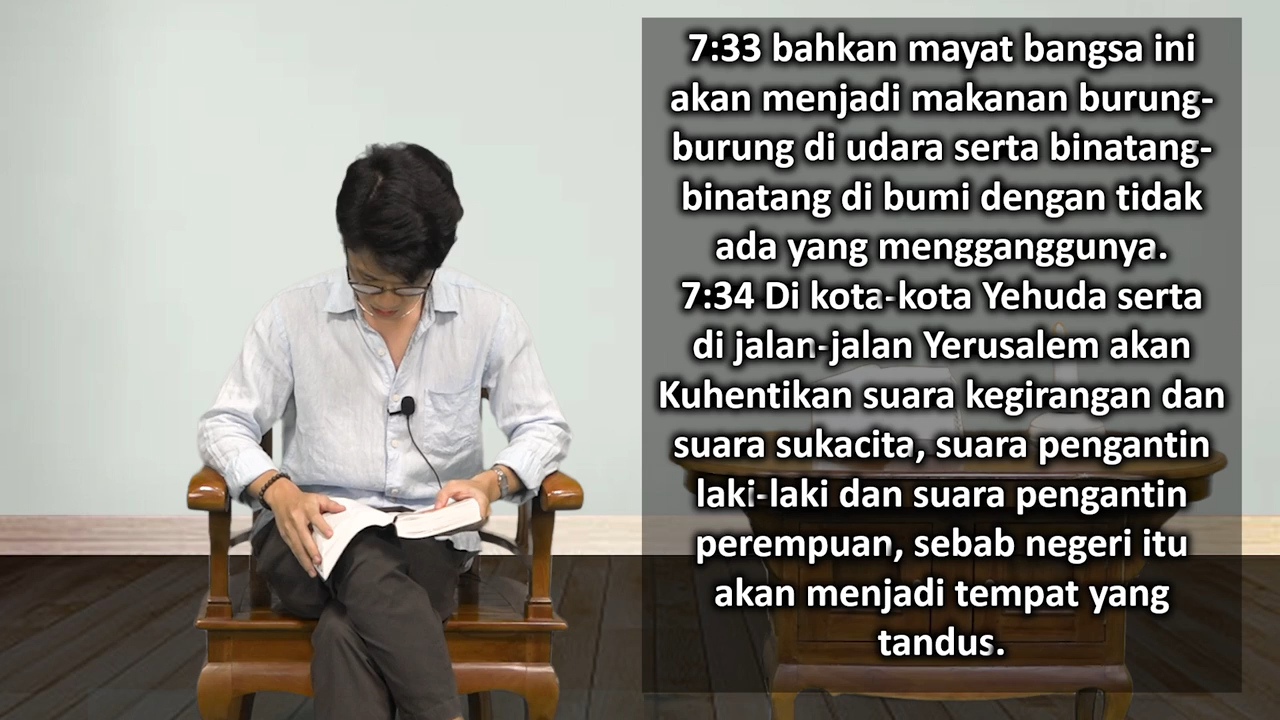 7:33 bahkan mayat bangsa ini
akan menjadi makanan burung-
burung di udara serta binatang-
binatang di bumi dengan tidak
ada yang mengganggunya.
7:34 Di kota-kota Yehuda serta
di jalan-jalan Yerusalem akan
Kuhentikan suara kegirangan dan
suara sukacita, suara pengantin
laki-laki dan suara pengantin
perempuan, sebab negeri itu
akan menjadi tempat yang
tandus.